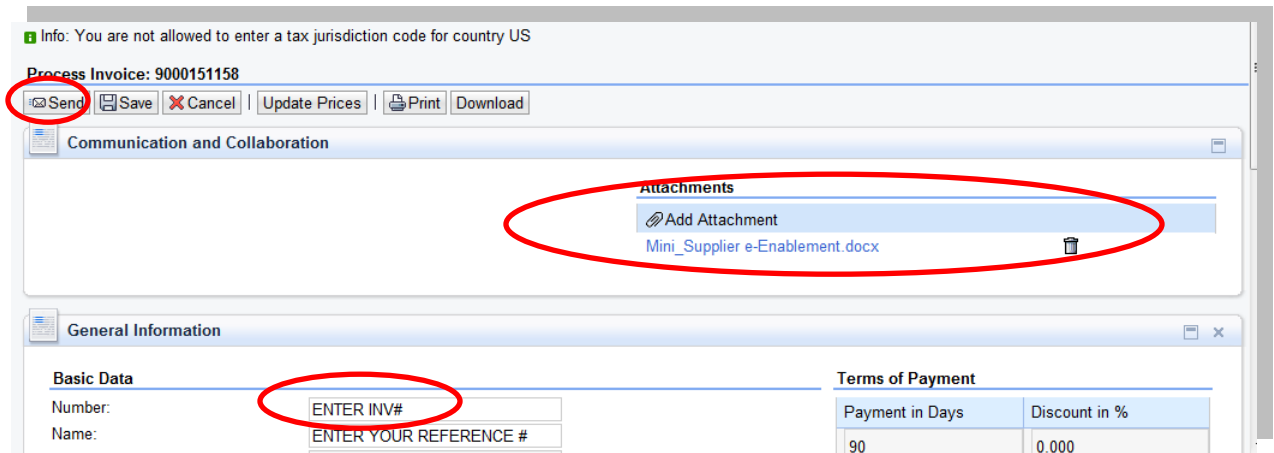 Info: You are not allowed to enter a tax jurisdiction code for country US
Process Invoice: 9000151158
Send Save Cancel | Update Prices | Print Download
Communication and Collaboration
Attachments
Add Attachment
Mini_Supplier e-Enablement.docx
General Information
Basic Data Terms of Payment
Number: ENTER INV# Payment in Days Discount in %
Name: ENTER YOUR REFERENCE # 90 0.000